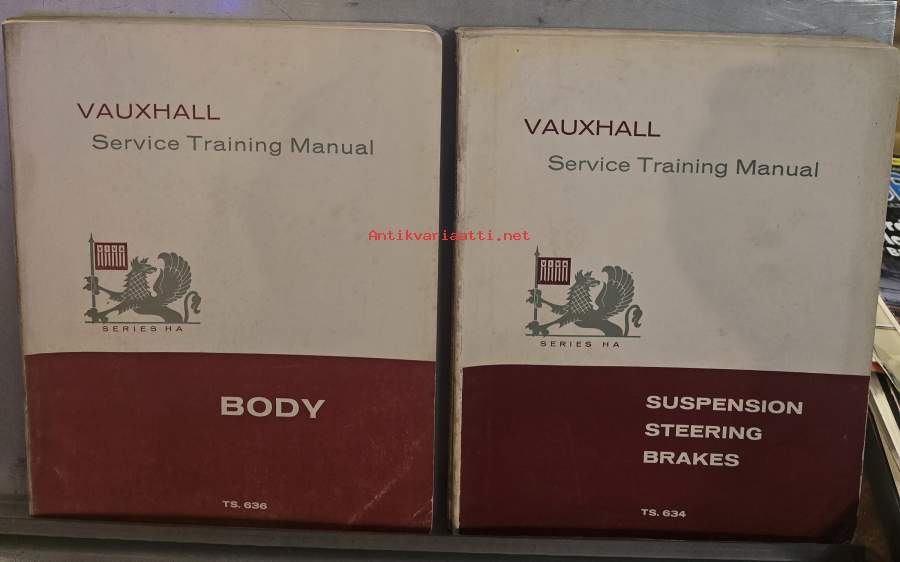 VAUXHALL
Service Training Manual
SERIES HA
BODY
TS. 636
VAUXHALL
Service Training Manual
SERIES HA
SUSPENSION
STEERING
BRAKES
TS. 634
Antikvariaatti.net